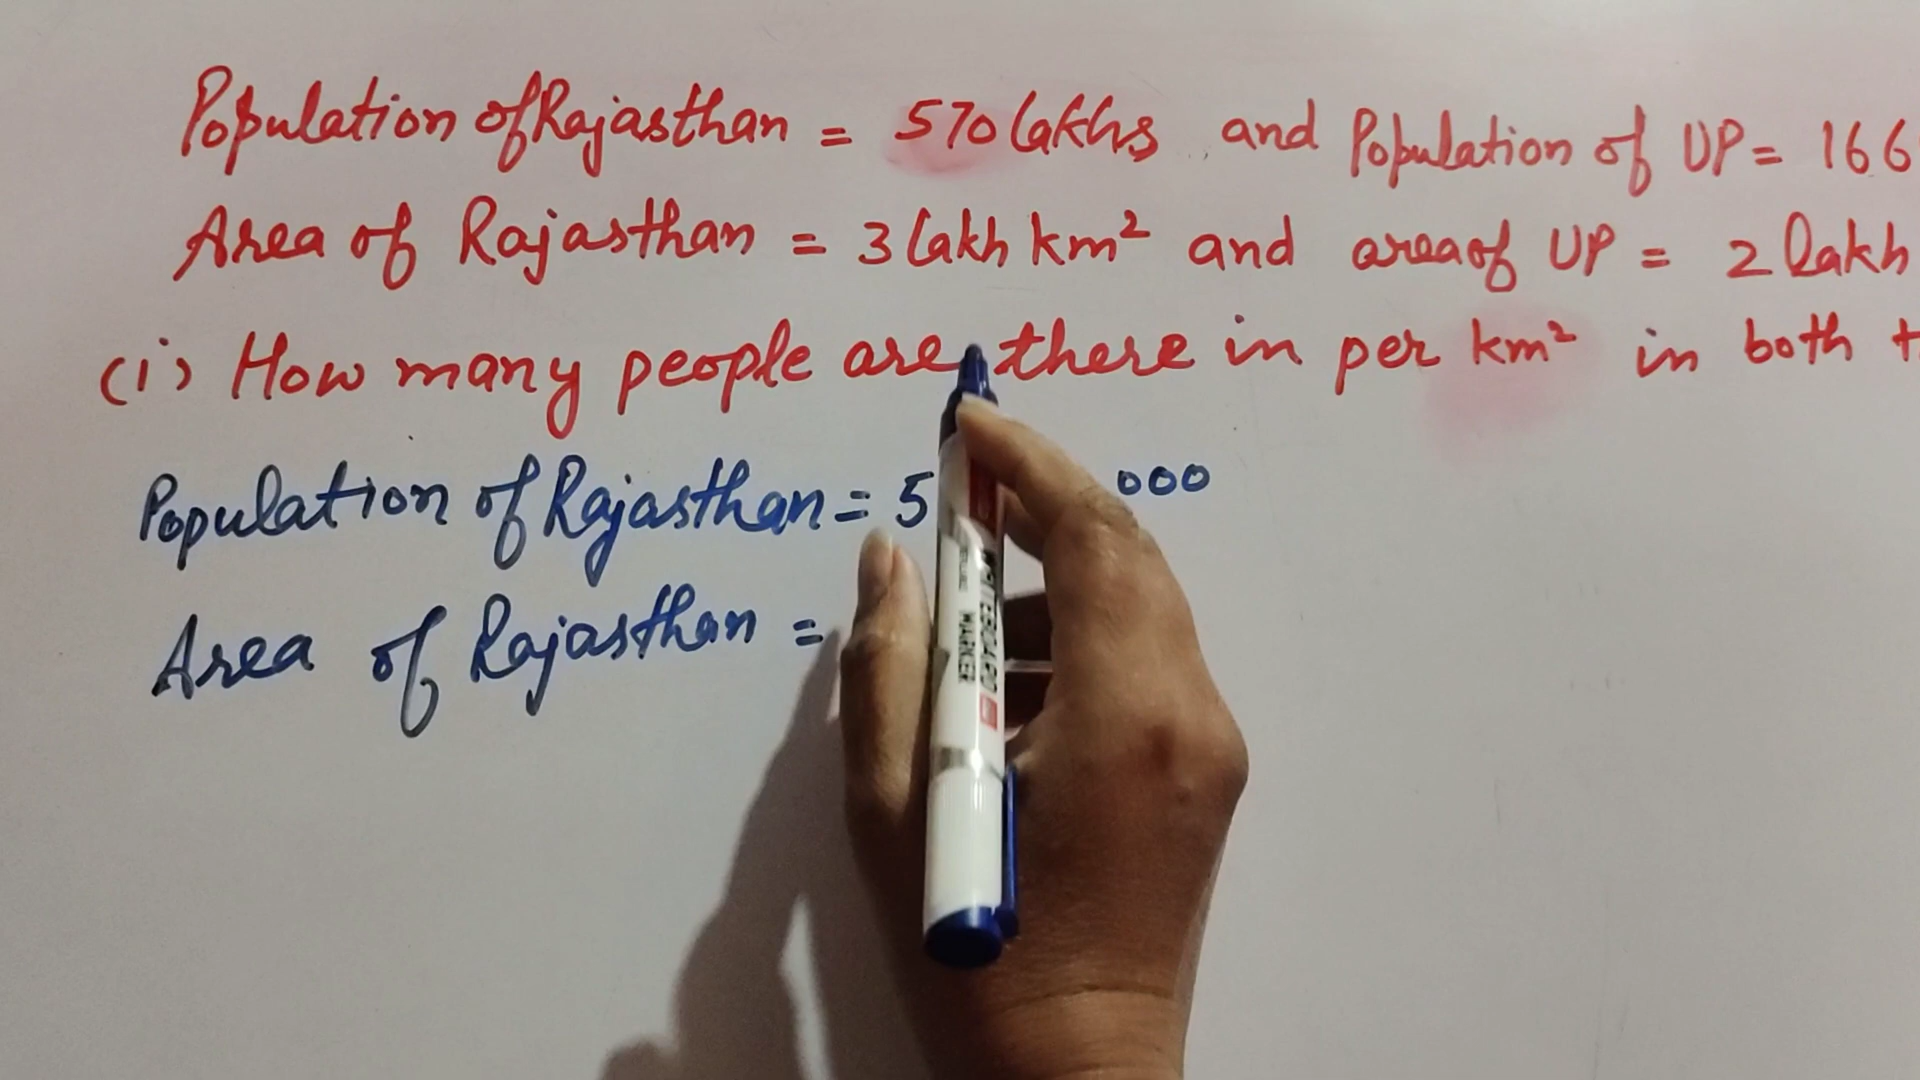 Population of Rajasthan = 570 lakhs and Population of UP = 166
Area of Rajasthan = 3 lakh km² and area of UP = 2 lakh
(i) How many people are there in per km² in both
Population of Rajasthan = 5 000
Area of Rajasthan =
WHITEBOARD
MARKER